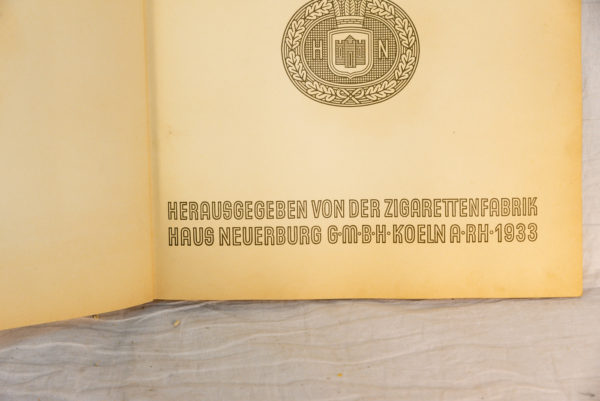 H N
HERAUSGEGEBEN VON DER ZIGARETTENFABRIK
HAUS NEUERBURG G·M·B·H·KOELN A·RH·1933